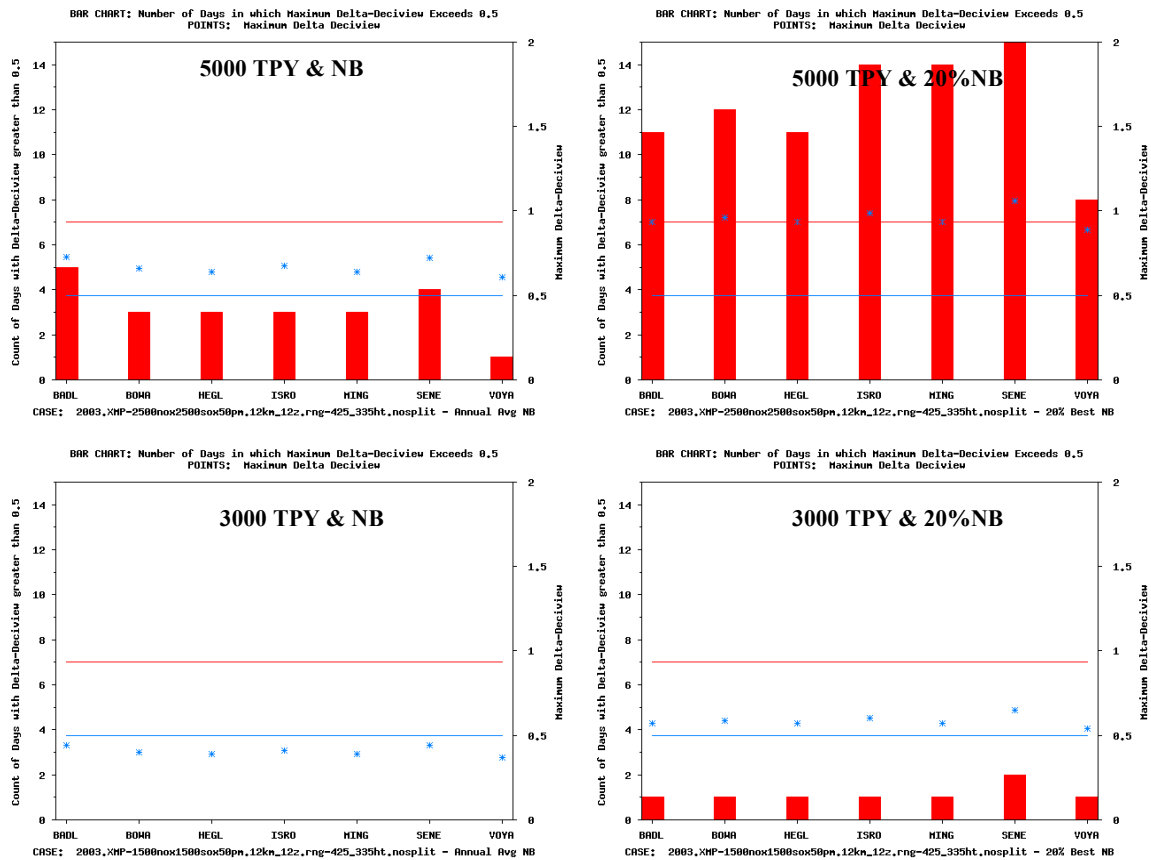 BAR CHART: Number of Days in which Maximum Delta-Deciview Exceeds 0.5
POINTS: Maximum Delta Deciview
5000 TPY & NB
Count of Days with Delta-Deciview greater than 0.5
14
12
10
8
6
4
2
0
2
1.5
1
0.5
0
Maximum Delta-Deciview
BADL BOWA HEGL ISRO MING SENE VOYA
CASE: 2003.XMP-2500nox2500sox50pm.12km_12z.rng-425_335ht.nosplit - Annual Avg NB
BAR CHART: Number of Days in which Maximum Delta-Deciview Exceeds 0.5
POINTS: Maximum Delta Deciview
5000 TPY & 20%NB
Count of Days with Delta-Deciview greater than 0.5
14
12
10
8
6
4
2
0
2
1.5
1
0.5
0
Maximum Delta-Deciview
BADL BOWA HEGL ISRO MING SENE VOYA
CASE: 2003.XMP-2500nox2500sox50pm.12km_12z.rng-425_335ht.nosplit - 20% Best NB
BAR CHART: Number of Days in which Maximum Delta-Deciview Exceeds 0.5
POINTS: Maximum Delta Deciview
3000 TPY & NB
Count of Days with Delta-Deciview greater than 0.5
14
12
10
8
6
4
2
0
2
1.5
1
0.5
0
Maximum Delta-Deciview
BADL BOWA HEGL ISRO MING SENE VOYA
CASE: 2003.XMP-1500nox1500sox50pm.12km_12z.rng-425_335ht.nosplit - Annual Avg NB
BAR CHART: Number of Days in which Maximum Delta-Deciview Exceeds 0.5
POINTS: Maximum Delta Deciview
3000 TPY & 20%NB
Count of Days with Delta-Deciview greater than 0.5
14
12
10
8
6
4
2
0
2
1.5
1
0.5
0
Maximum Delta-Deciview
BADL BOWA HEGL ISRO MING SENE VOYA
CASE: 2003.XMP-1500nox1500sox50pm.12km_12z.rng-425_335ht.nosplit - 20% Best NB